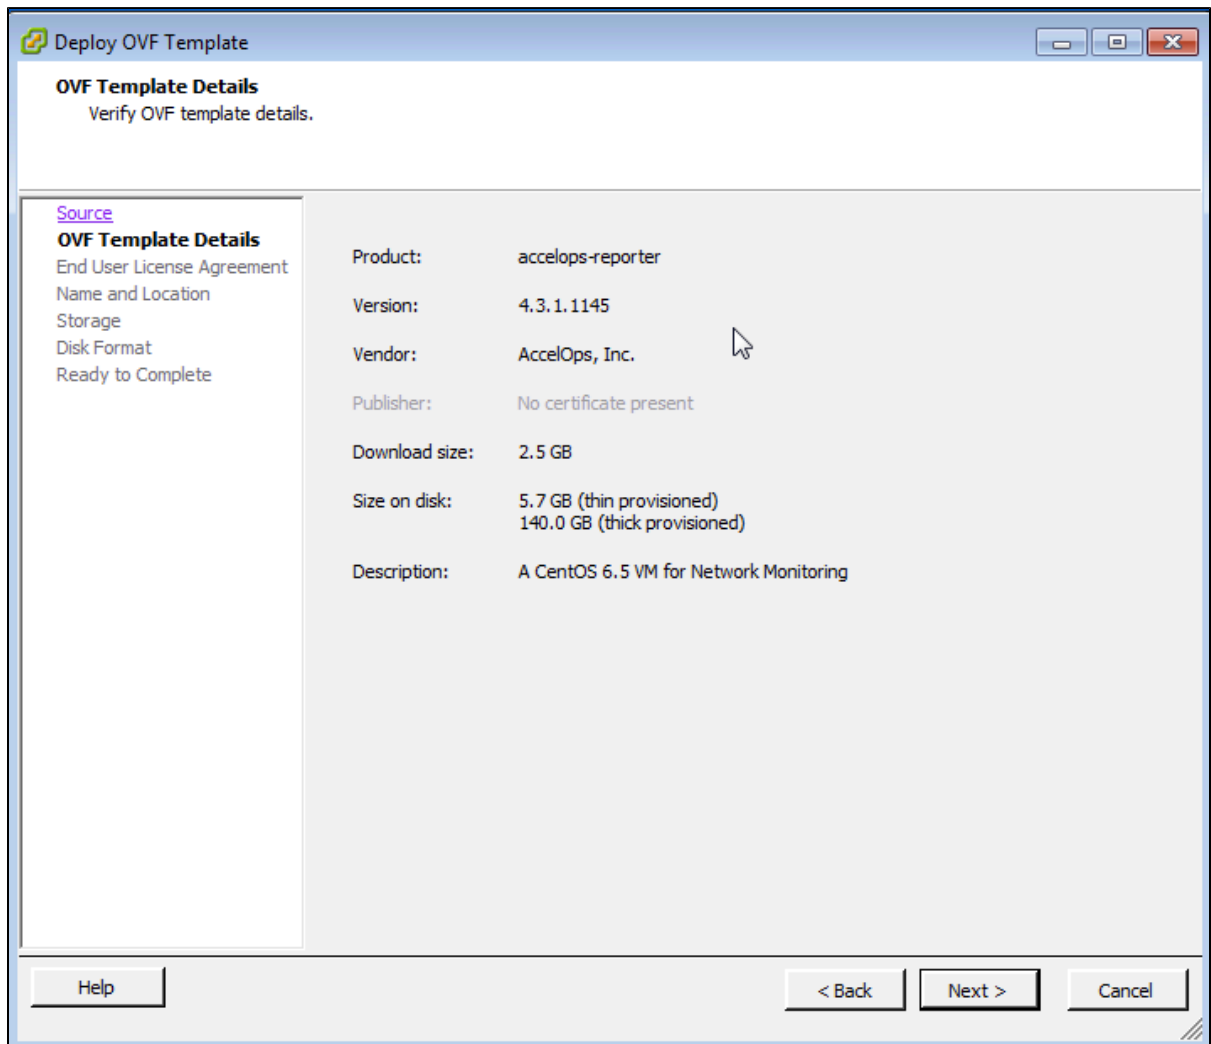 Deploy OVF Template
OVF Template Details
Verify OVF template details.
Source
OVF Template Details
End User License Agreement
Name and Location
Storage
Disk Format
Ready to Complete
Product: accelops-reporter
Version: 4.3.1.1145
Vendor: AccelOps, Inc.
Publisher: No certificate present
Download size: 2.5 GB
Size on disk: 5.7 GB (thin provisioned)
140.0 GB (thick provisioned)
Description: A CentOS 6.5 VM for Network Monitoring
Help < Back Next > Cancel